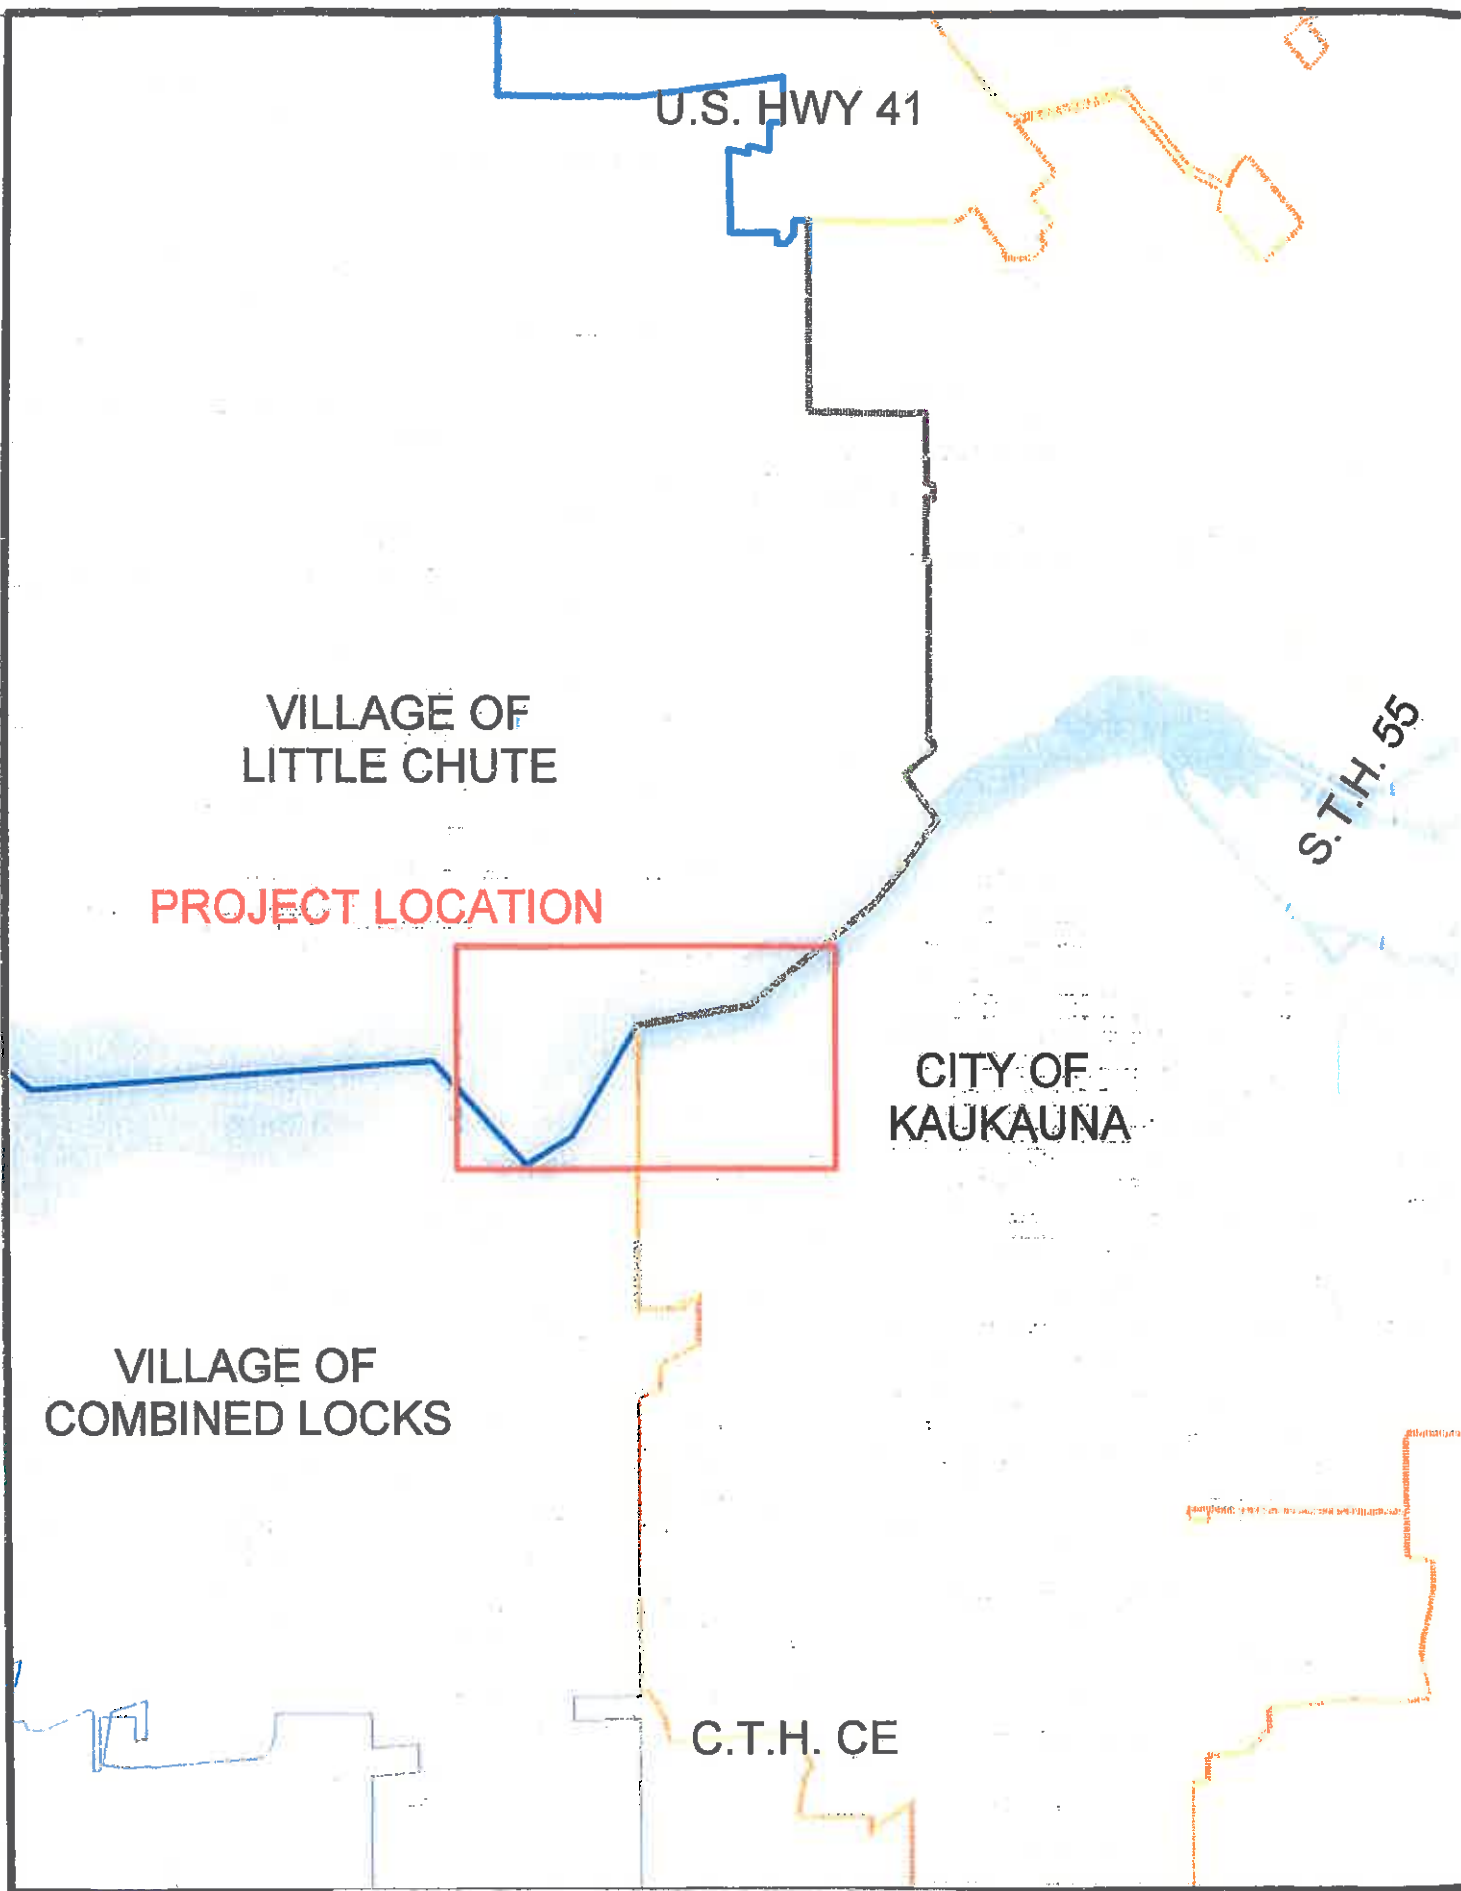 U.S. HWY 41
VILLAGE OF
LITTLE CHUTE
S.T.H. 55
PROJECT LOCATION
CITY OF
KAUKAUNA
VILLAGE OF
COMBINED LOCKS
C.T.H. CE